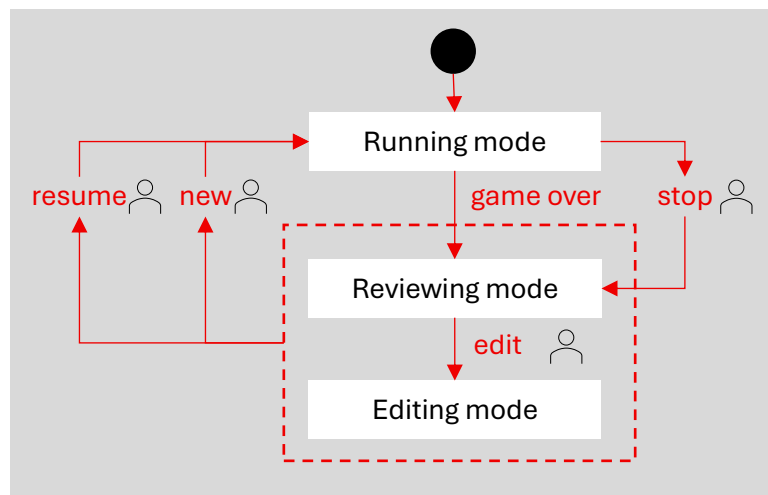 Running mode
resume
new
game over
stop
Reviewing mode
edit
Editing mode